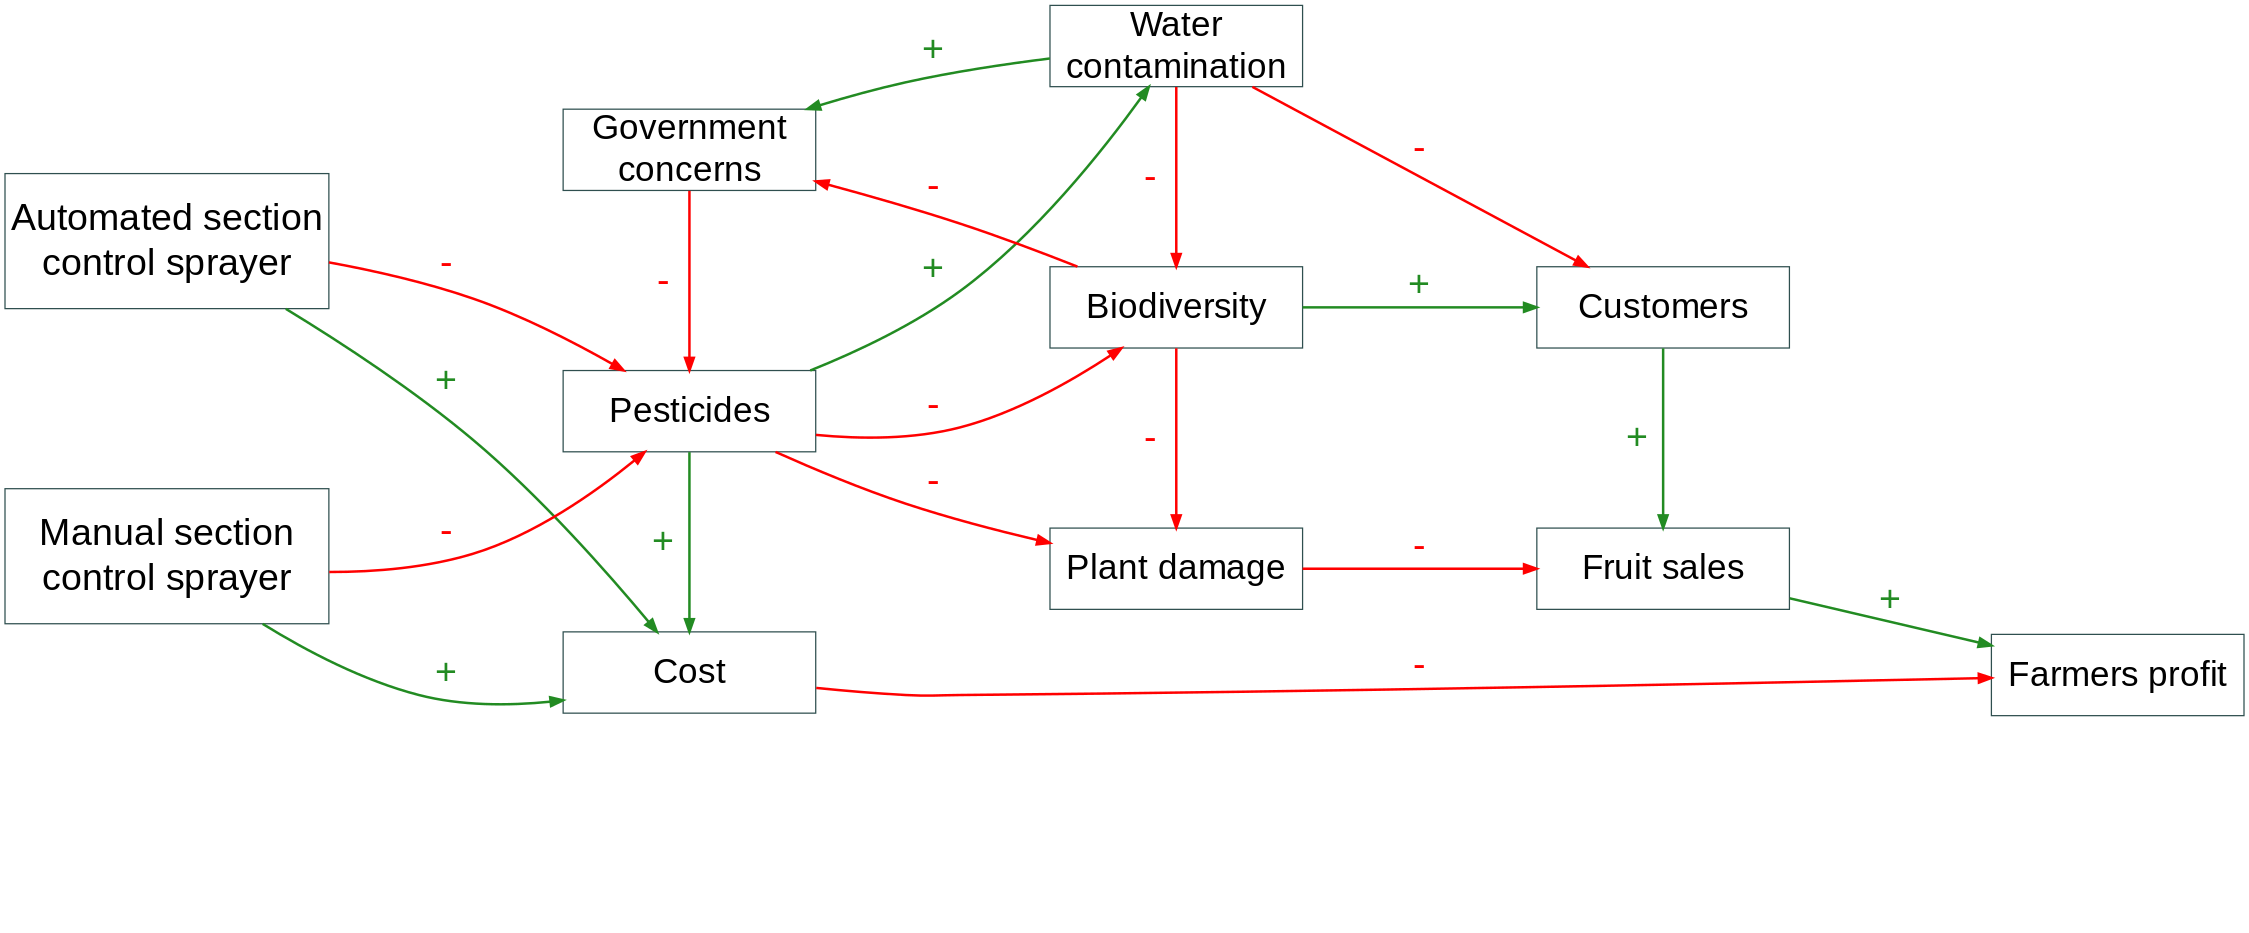 Water
contamination
+
Government
concerns
-
-
-
Automated section
control sprayer
-
-
+
+
Biodiversity
Customers
+
-
Pesticides
-
-
+
-
Manual section
control sprayer
-
+
Plant damage
-
Fruit sales
+
+
Cost
-
Farmers profit